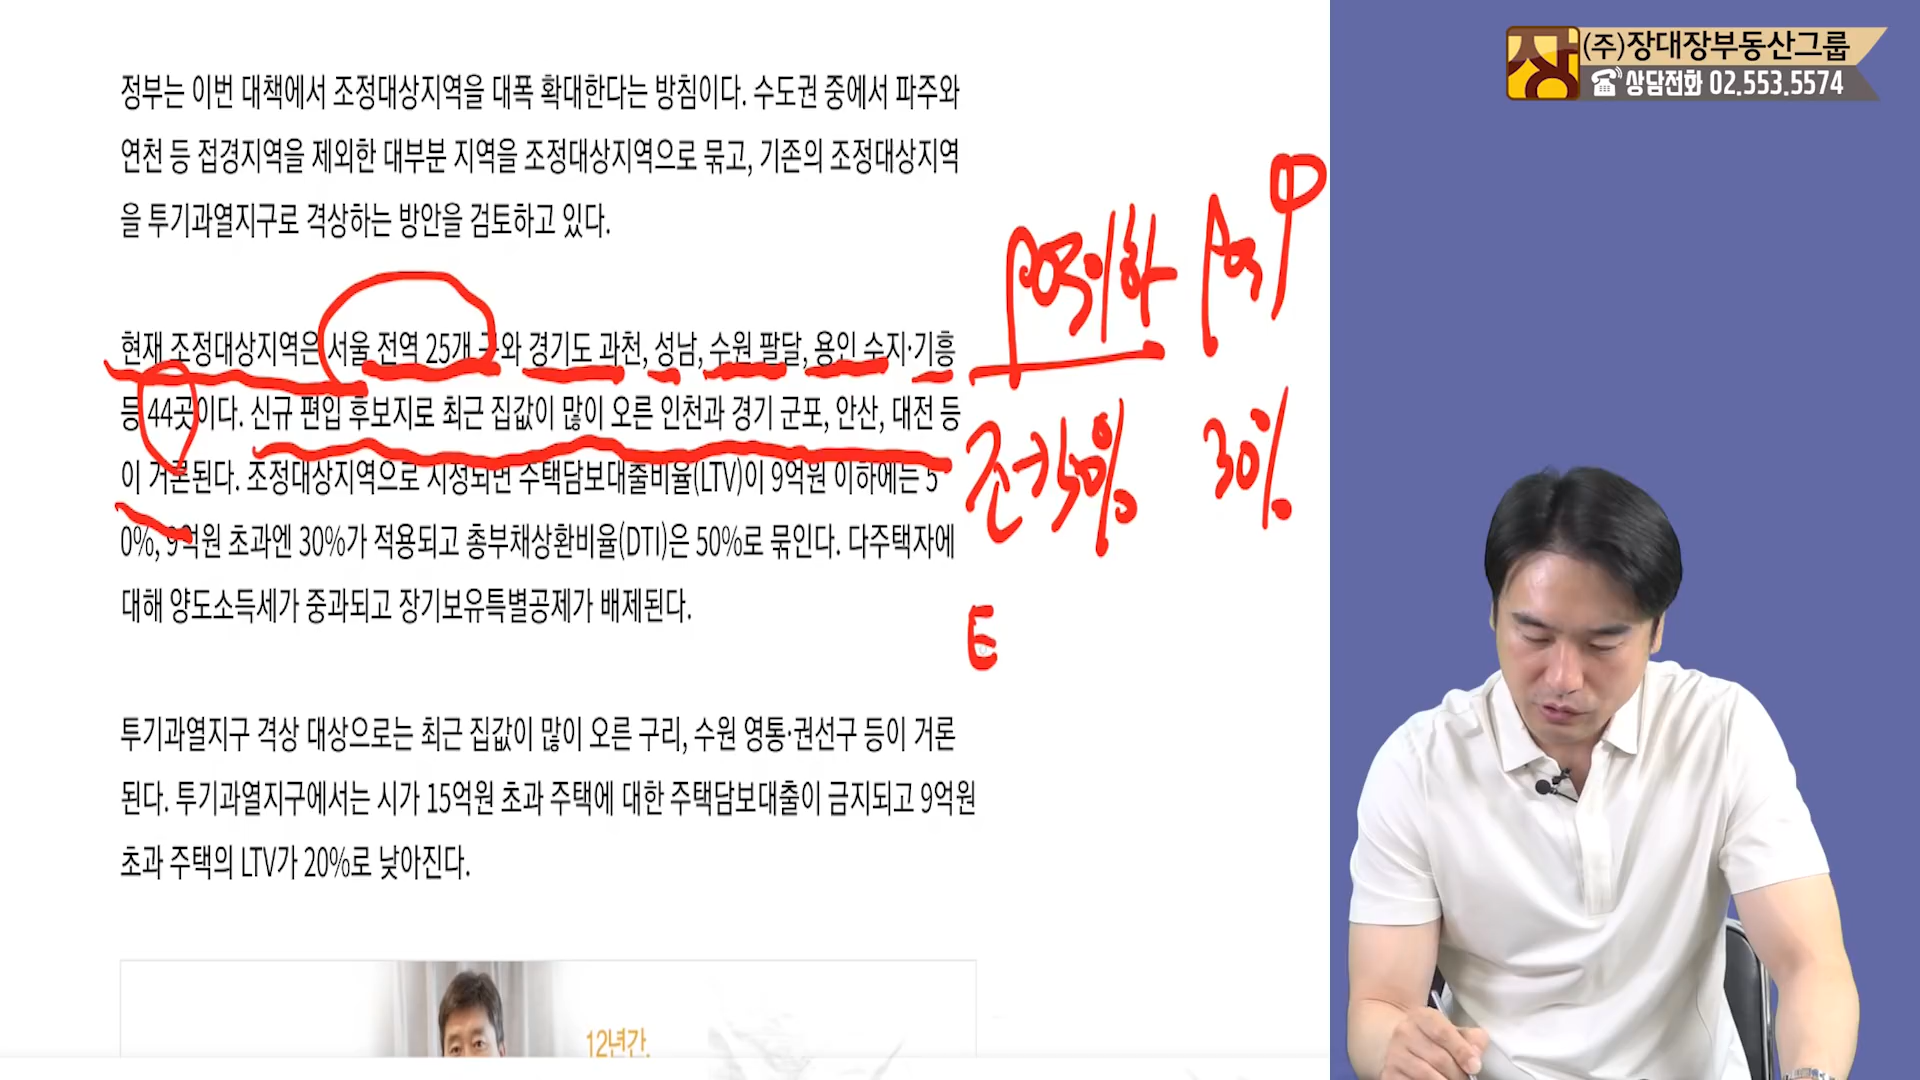 (주)장대장부동산그룹
상담전화 02.553.5574
정부는 이번 대책에서 조정대상지역을 대폭 확대한다는 방침이다. 수도권 중에서 파주와
연천 등 접경지역을 제외한 대부분 지역을 조정대상지역으로 묶고, 기존의 조정대상지역
을 투기과열지구로 격상하는 방안을 검토하고 있다.
현재 조정대상지역은 서울 전역 25개 구와 경기도 과천, 성남, 수원 팔달, 용인 수지·기흥
등 44곳이다. 신규 편입 후보지로 최근 집값이 많이 오른 인천과 경기 군포, 안산, 대전 등
이 거론된다. 조정대상지역으로 지정되면 주택담보대출비율(LTV)이 9억원 이하에는 5
0%, 9억원 초과엔 30%가 적용되고 총부채상환비율(DTI)은 50%로 묶인다. 다주택자에
대해 양도소득세가 중과되고 장기보유특별공제가 배제된다.
투기과열지구 격상 대상으로는 최근 집값이 많이 오른 구리, 수원 영통·권선구 등이 거론
된다. 투기과열지구에서는 시가 15억원 초과 주택에 대한 주택담보대출이 금지되고 9억원
초과 주택의 LTV가 20%로 낮아진다.
12년간.
9억이하 9억
조 50% 30%